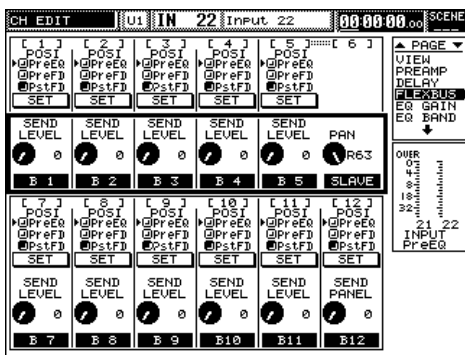 CH EDIT U1 IN 22 Input 22 00:00:00.00 SCENE
[ 1 ] [ 2 ] [ 3 ] [ 4 ] [ 5 ] [ 6 ]
POSI POSI POSI POSI POSI
PreEQ PreEQ PreEQ PreEQ PreEQ
PreFD PreFD PreFD PreFD PreFD
PstFD PstFD PstFD PstFD PstFD
SET SET SET SET SET
SEND LEVEL SEND LEVEL SEND LEVEL SEND LEVEL SEND LEVEL PAN
0 0 0 0 0 R63
B 1 B 2 B 3 B 4 B 5 SLAVE
[ 7 ] [ 8 ] [ 9 ] [10 ] [11 ] [12 ]
POSI POSI POSI POSI POSI POSI
PreEQ PreEQ PreEQ PreEQ PreEQ PreEQ
PreFD PreFD PreFD PreFD PreFD PreFD
PstFD PstFD PstFD PstFD PstFD PstFD
SET SET SET SET SET SET
SEND LEVEL SEND LEVEL SEND LEVEL SEND LEVEL SEND LEVEL SEND PANEL
0 0 0 0 0 0
B 7 B 8 B 9 B10 B11 B12
▲ PAGE ▼
VIEW
PREAMP
DELAY
FLEXBUS
EQ GAIN
EQ BAND
OVER
0
4
8
18
32
21 22
INPUT
PreEQ